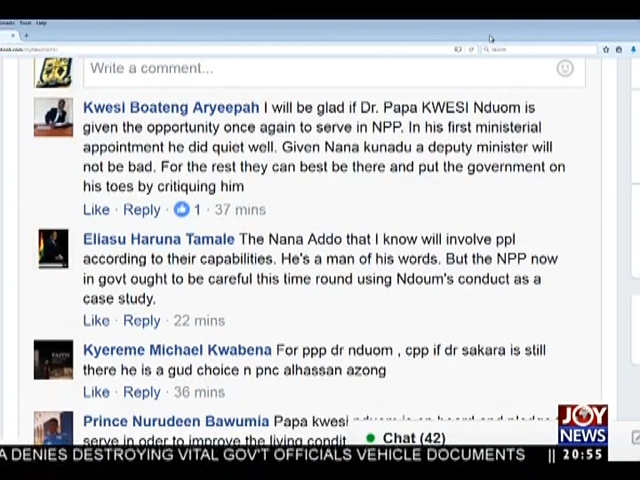 Tools Help
Write a comment...
Kwesi Boateng Aryeepah I will be glad if Dr. Papa KWESI Nduom is
given the opportunity once again to serve in NPP. In his first ministerial
appointment he did quiet well. Given Nana kunadu a deputy minister will
not be bad. For the rest they can best be there and put the government on
his toes by critiquing him
Like · Reply · 1 · 37 mins
Eliasu Haruna Tamale The Nana Addo that I know will involve ppl
according to their capabilities. He's a man of his words. But the NPP now
in govt ought to be careful this time round using Ndoum's conduct as a
case study.
Like · Reply · 22 mins
Kyereme Michael Kwabena For ppp dr nduom , cpp if dr sakara is still
there he is a gud choice n pnc alhassan azong
Like · Reply · 36 mins
Prince Nurudeen Bawumia Papa kwesi
serve in oder to improve the living condit
Chat (42)
JOY
NEWS
A DENIES DESTROYING VITAL GOV'T OFFICIALS VEHICLE DOCUMENTS || 20:55